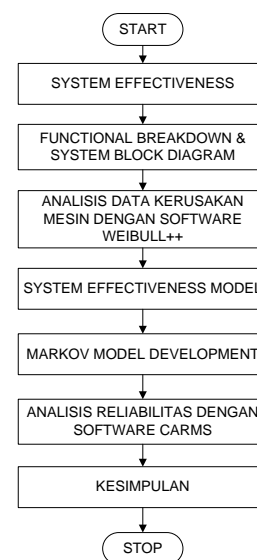 START
SYSTEM EFFECTIVENESS
FUNCTIONAL BREAKDOWN &
SYSTEM BLOCK DIAGRAM
ANALISIS DATA KERUSAKAN
MESIN DENGAN SOFTWARE
WEIBULL++
SYSTEM EFFECTIVENESS MODEL
MARKOV MODEL DEVELOPMENT
ANALISIS RELIABILITAS DENGAN
SOFTWARE CARMS
KESIMPULAN
STOP